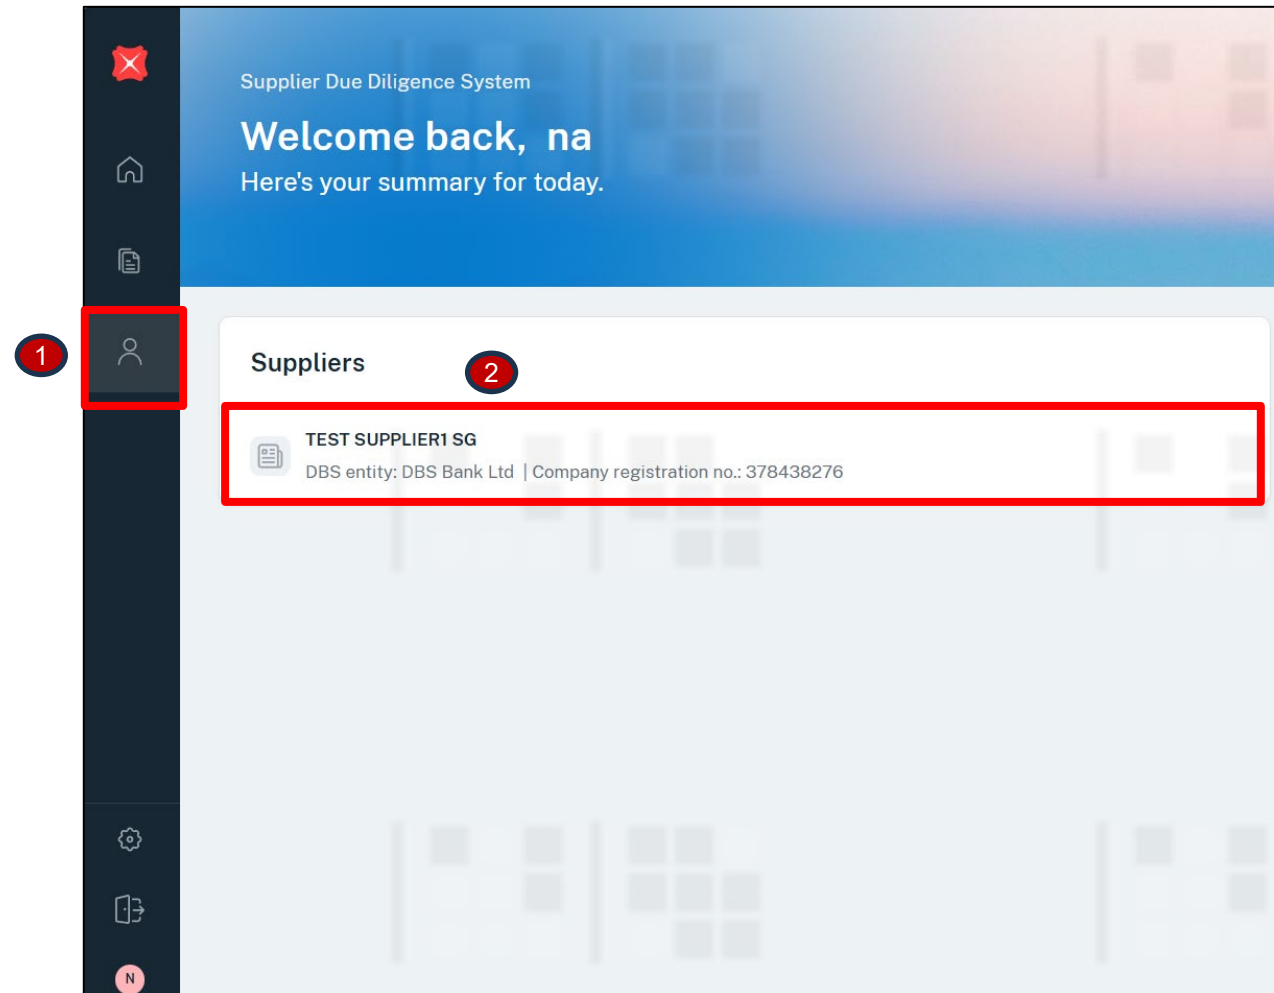 Supplier Due Diligence System
Welcome back, na
Here's your summary for today.
1
Suppliers
2
TEST SUPPLIER1 SG
DBS entity: DBS Bank Ltd | Company registration no.: 378438276
N